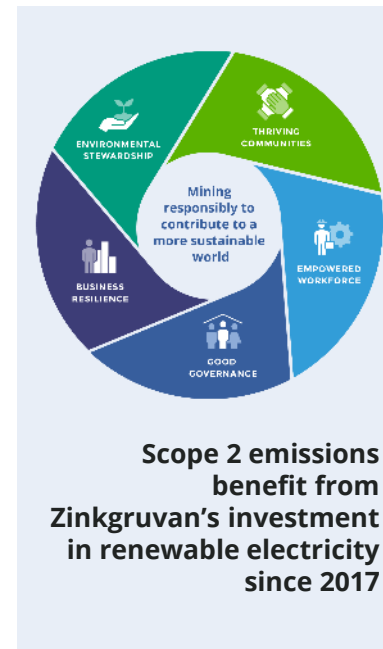 THRIVING
COMMUNITIES
ENVIRONMENTAL
STEWARDSHIP
Mining
responsibly to
contribute to a
more sustainable
world
EMPOWERED
WORKFORCE
BUSINESS
RESILIENCE
GOOD
GOVERNANCE
Scope 2 emissions
benefit from
Zinkgruvan’s investment
in renewable electricity
since 2017